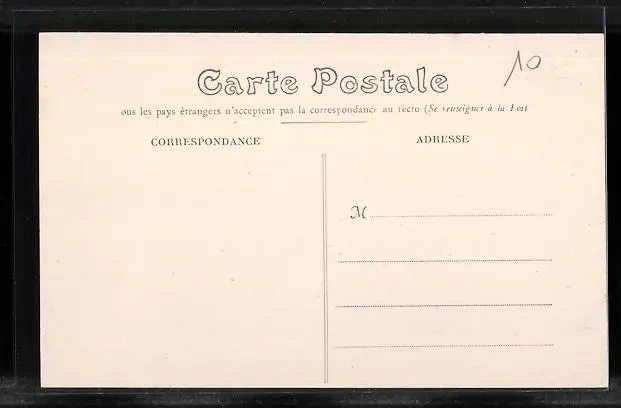 Carte Postale
10
ous les pays étrangers n'acceptent pas la correspondance au recto (Se renseigner à la Post
CORRESPONDANCE
ADRESSE
M